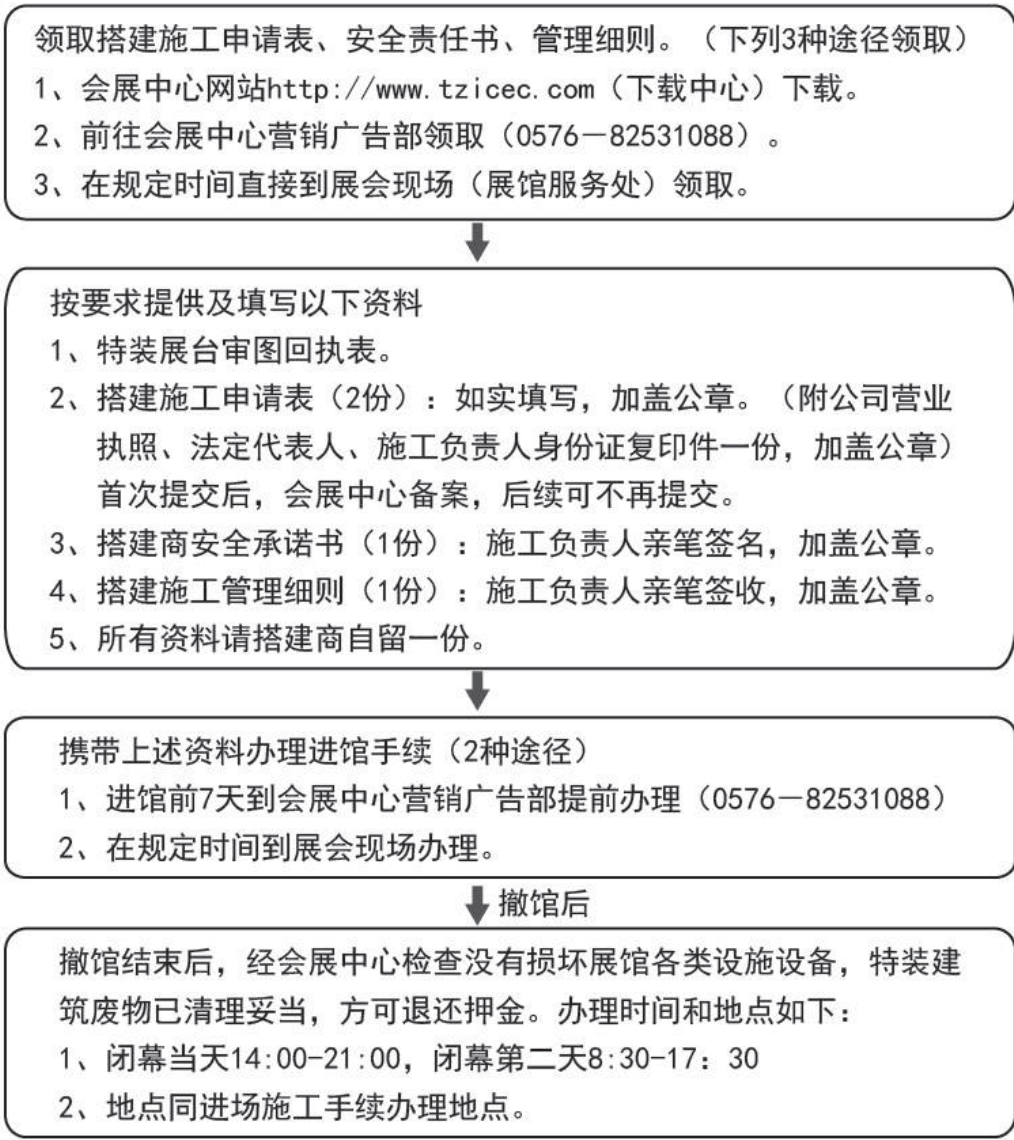 领取搭建施工申请表、安全责任书、管理细则。（下列3种途径领取）
1、会展中心网站http://www.tzicec.com（下载中心）下载。
2、前往会展中心营销广告部领取（0576－82531088）。
3、在规定时间直接到展会现场（展馆服务处）领取。
按要求提供及填写以下资料
1、特装展台审图回执表。
2、搭建施工申请表（2份）：如实填写，加盖公章。（附公司营业
执照、法定代表人、施工负责人身份证复印件一份，加盖公章）
首次提交后，会展中心备案，后续可不再提交。
3、搭建商安全承诺书（1份）：施工负责人亲笔签名，加盖公章。
4、搭建施工管理细则（1份）：施工负责人亲笔签收，加盖公章。
5、所有资料请搭建商自留一份。
携带上述资料办理进馆手续（2种途径）
1、进馆前7天到会展中心营销广告部提前办理（0576－82531088）
2、在规定时间到展会现场办理。
撤馆后
撤馆结束后，经会展中心检查没有损坏展馆各类设施设备，特装建
筑废物已清理妥当，方可退还押金。办理时间和地点如下：
1、闭幕当天14:00-21:00，闭幕第二天8:30-17：30
2、地点同进场施工手续办理地点。